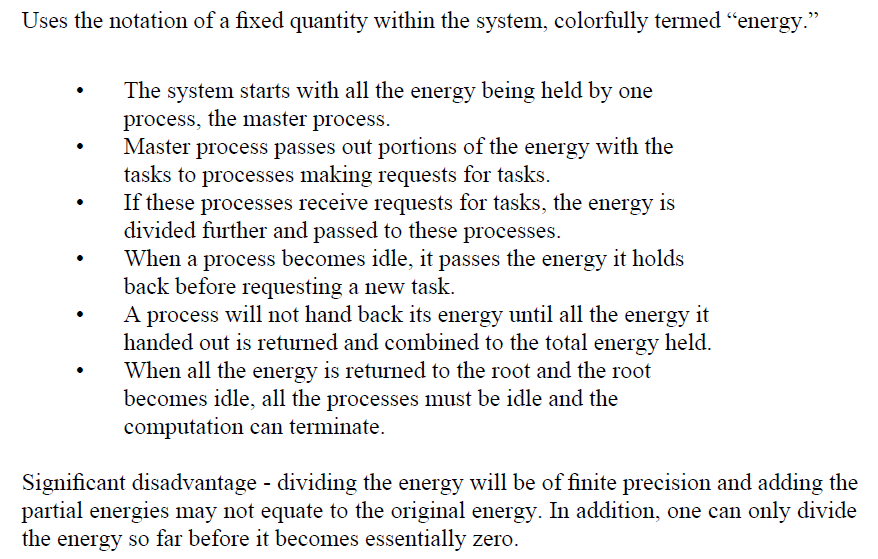 Uses the notation of a fixed quantity within the system, colorfully termed “energy.”
• The system starts with all the energy being held by one
process, the master process.
• Master process passes out portions of the energy with the
tasks to processes making requests for tasks.
• If these processes receive requests for tasks, the energy is
divided further and passed to these processes.
• When a process becomes idle, it passes the energy it holds
back before requesting a new task.
• A process will not hand back its energy until all the energy it
handed out is returned and combined to the total energy held.
• When all the energy is returned to the root and the root
becomes idle, all the processes must be idle and the
computation can terminate.
Significant disadvantage - dividing the energy will be of finite precision and adding the
partial energies may not equate to the original energy. In addition, one can only divide
the energy so far before it becomes essentially zero.